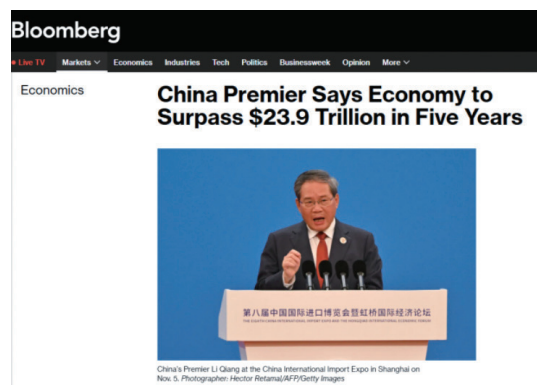 Bloomberg
Live TV Markets Economics Industries Tech Politics Businessweek Opinion More
Economics
China Premier Says Economy to
Surpass $23.9 Trillion in Five Years
第八届中国国际进口博览会暨虹桥国际经济论坛
China's Premier Li Qiang at the China International Import Expo in Shanghai on
Nov. 5. Photographer: Hector Retamal/AFP/Getty Images